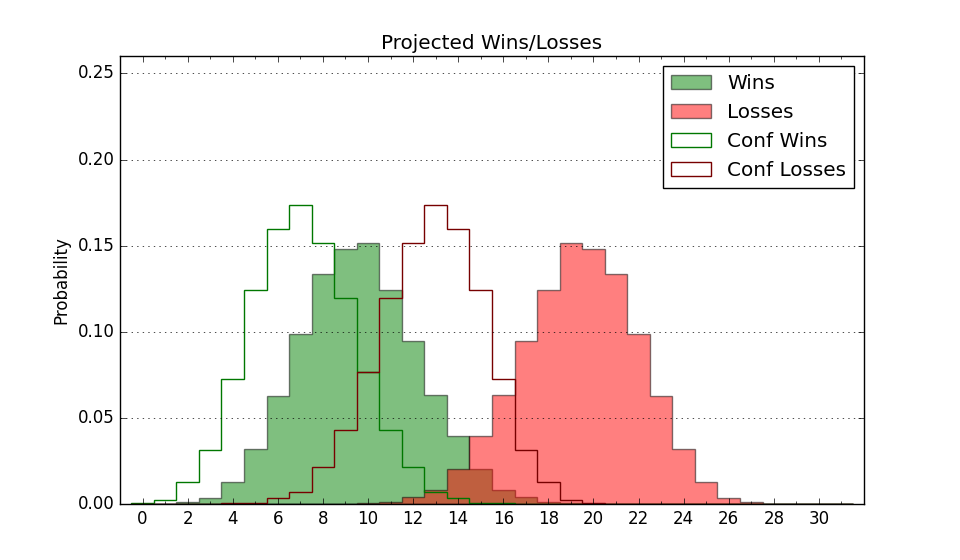 Projected Wins/Losses
0.25
0.20
0.15
0.10
0.05
0.00
Probability
Wins
Losses
Conf Wins
Conf Losses
0 2 4 6 8 10 12 14 16 18 20 22 24 26 28 30